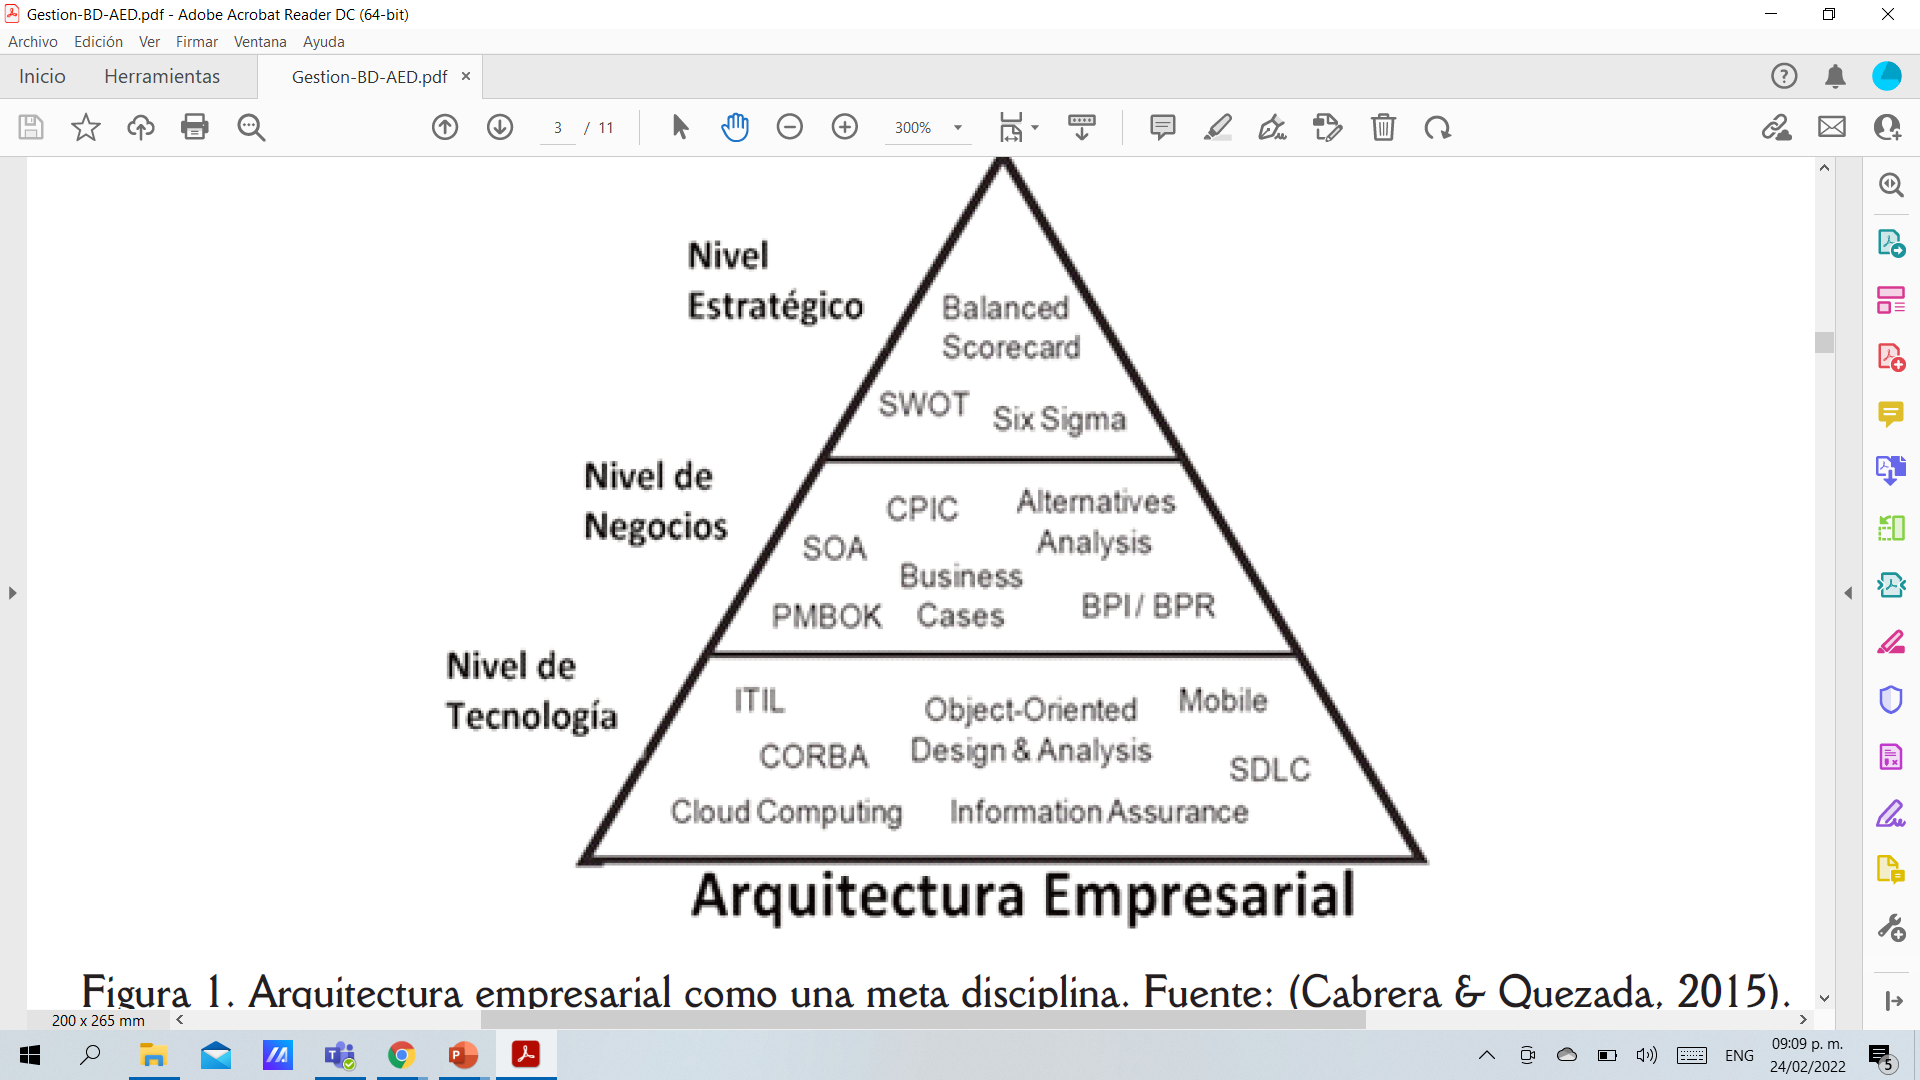 Gestion-BD-AED.pdf - Adobe Acrobat Reader DC (64-bit)
Archivo Edición Ver Firmar Ventana Ayuda
Inicio Herramientas Gestion-BD-AED.pdf ×
3 / 11 300%
Nivel
Estratégico
Balanced
Scorecard
SWOT Six Sigma
Nivel de
Negocios
CPIC Alternatives
Analysis
SOA
Business
Cases
PMBOK BPI / BPR
Nivel de
Tecnología
ITIL Object-Oriented Mobile
CORBA Design & Analysis
SDLC
Cloud Computing Information Assurance
Arquitectura Empresarial
Figura 1. Arquitectura empresarial como una meta disciplina. Fuente: (Cabrera & Quezada, 2015).
200 x 265 mm
ENG
09:09 p. m.
24/02/2022
5